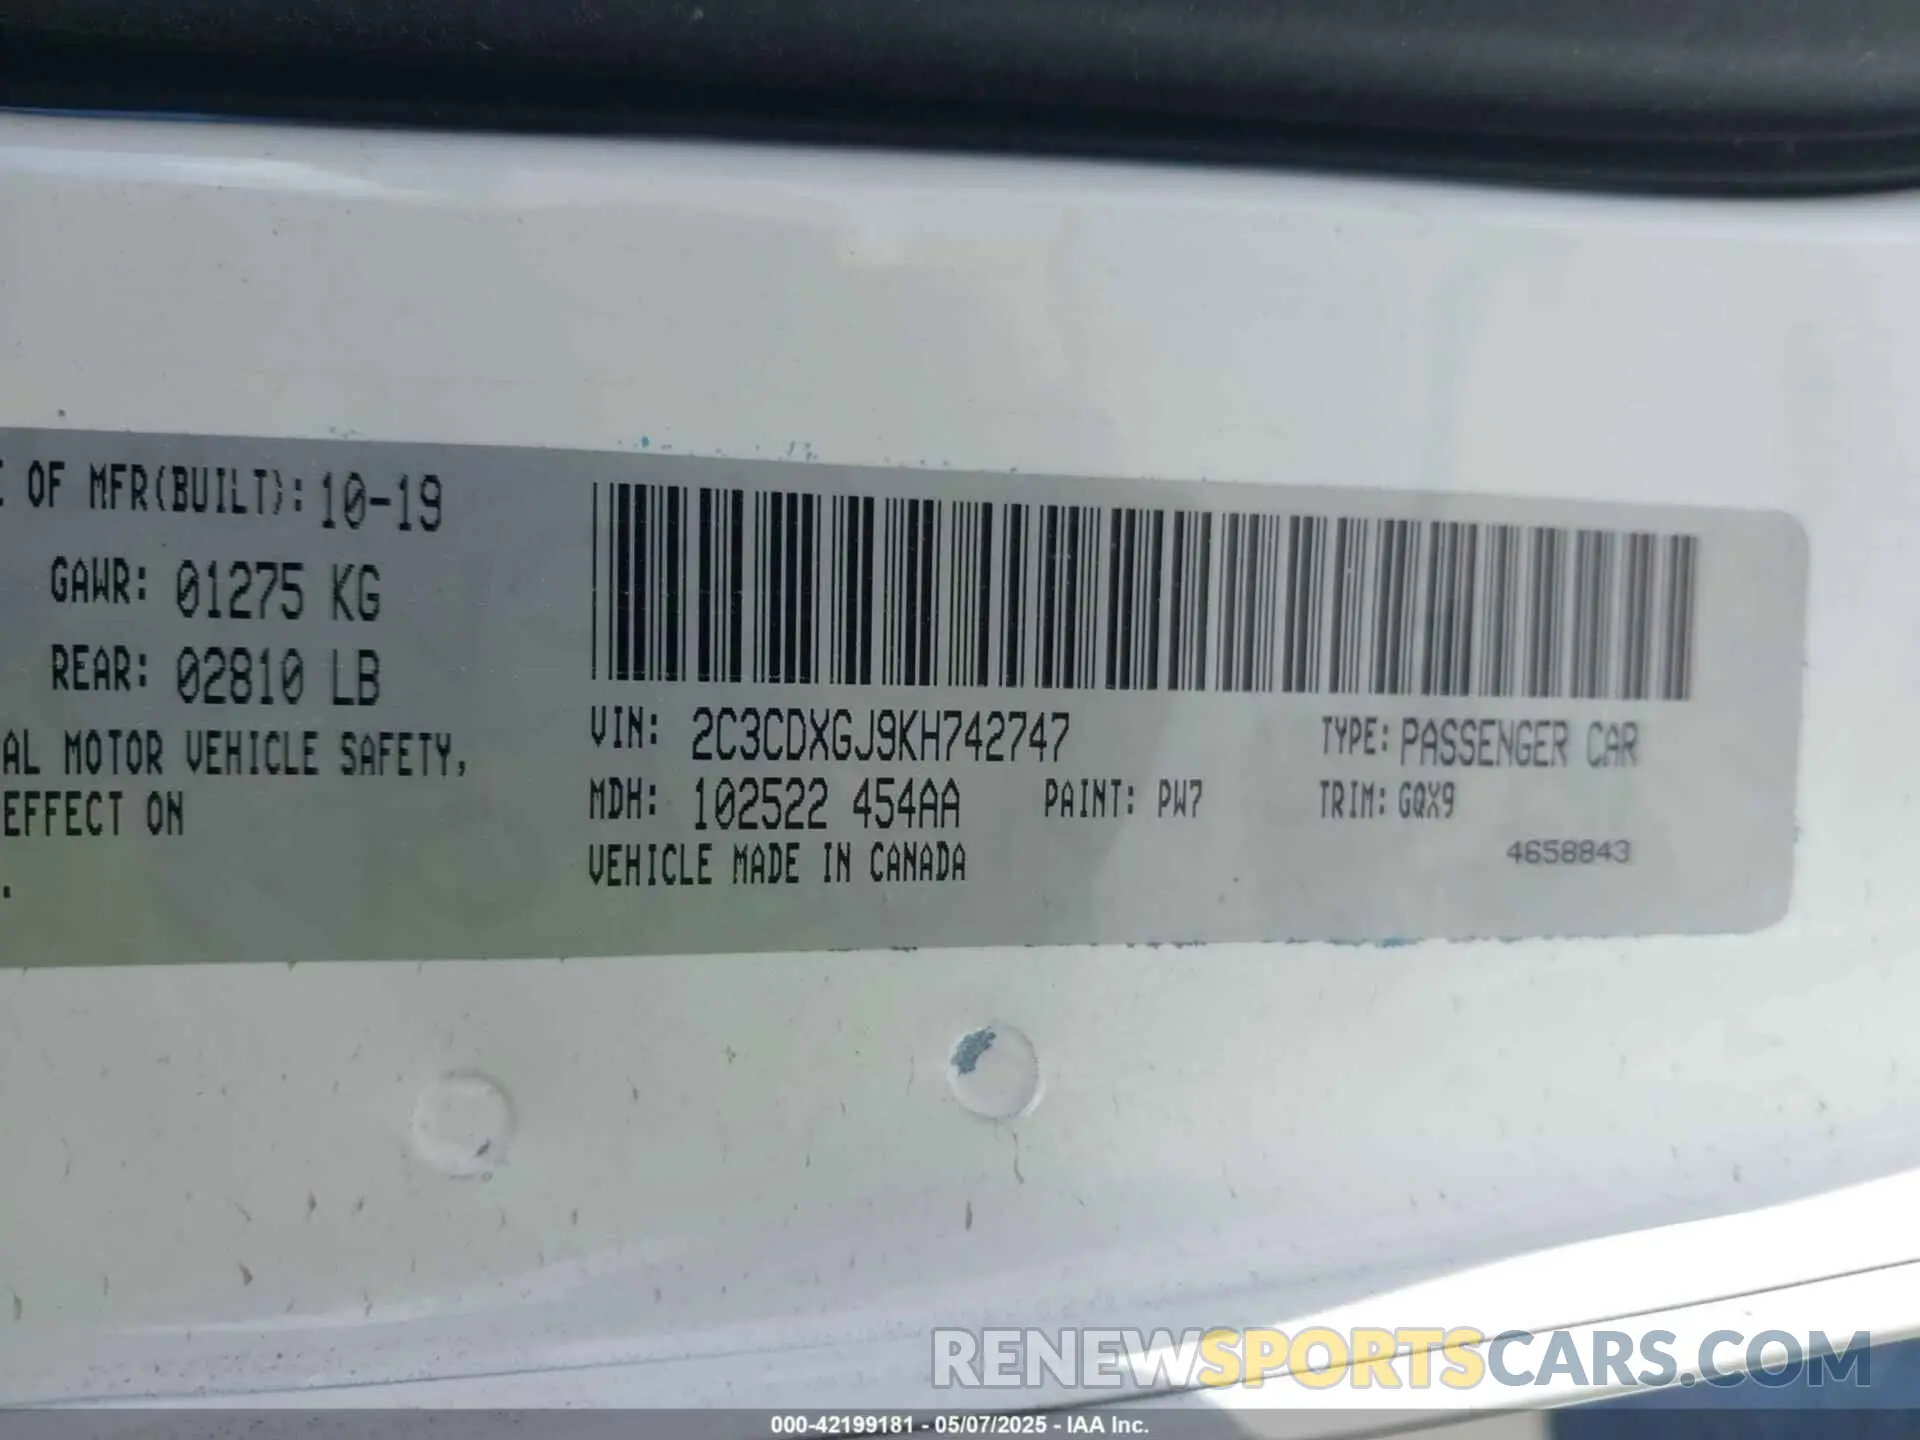 OF MFR(BUILT): 10-19
GAWR: 01275 KG
REAR: 02810 LB
AL MOTOR VEHICLE SAFETY,
EFFECT ON
.
VIN: 2C3CDXGJ9KH742747
TYPE: PASSENGER CAR
MDH: 102522 454AA
PAINT: PW7
TRIM: GQX9
VEHICLE MADE IN CANADA
4658843
RENEWSPORTSCARS.COM
000-42199181 - 05/07/2025 - IAA Inc.